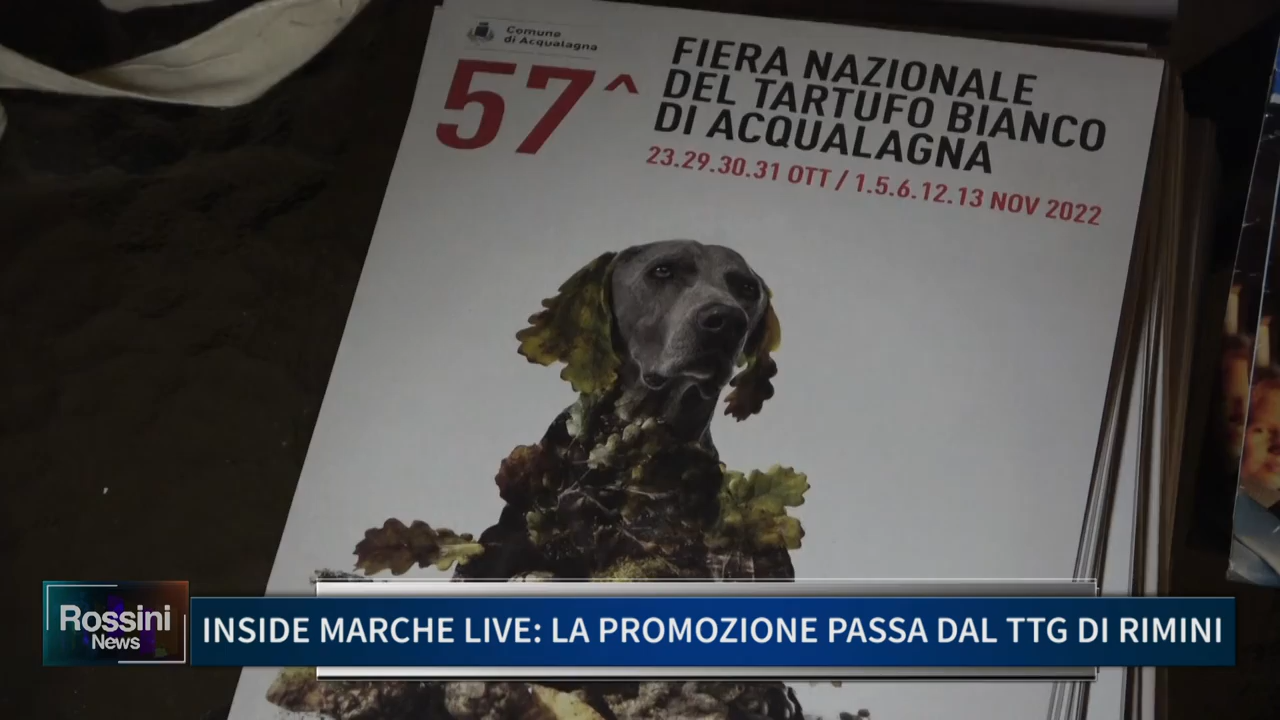 Comune
di Acqualagna
57^
FIERA NAZIONALE
DEL TARTUFO BIANCO
DI ACQUALAGNA
23.29.30.31 OTT / 1.5.6.12.13 NOV 2022
Rossini
News
INSIDE MARCHE LIVE: LA PROMOZIONE PASSA DAL TTG DI RIMINI